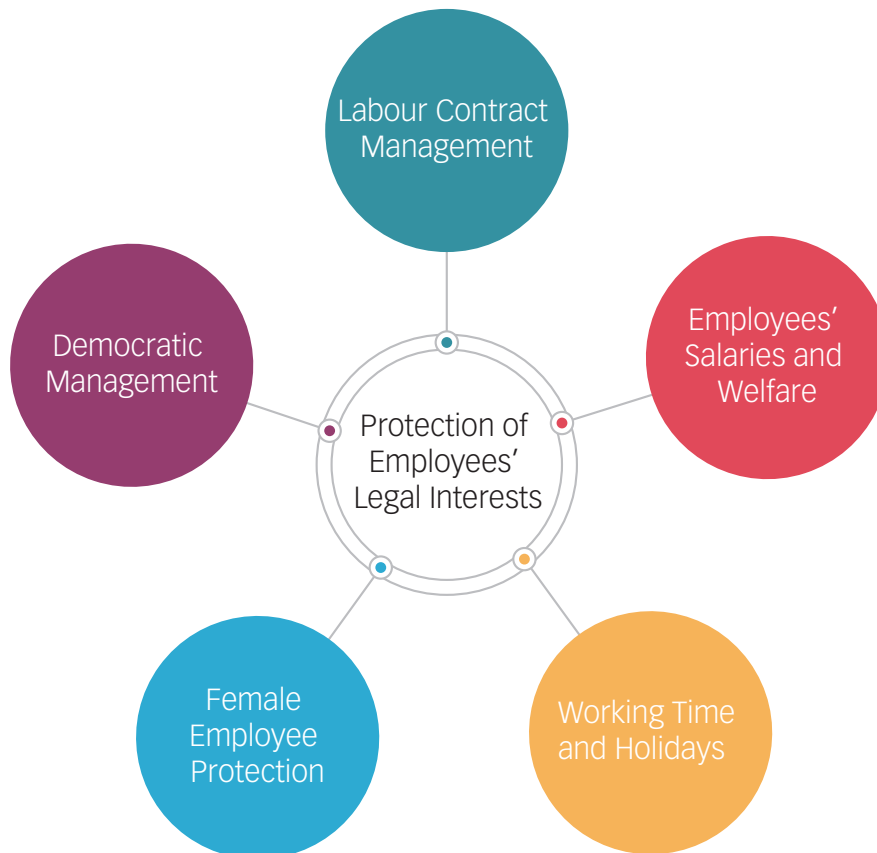 Labour Contract
Management
Employees’
Salaries and
Welfare
Democratic
Management
Protection of
Employees’
Legal Interests
Female
Employee
Protection
Working Time
and Holidays